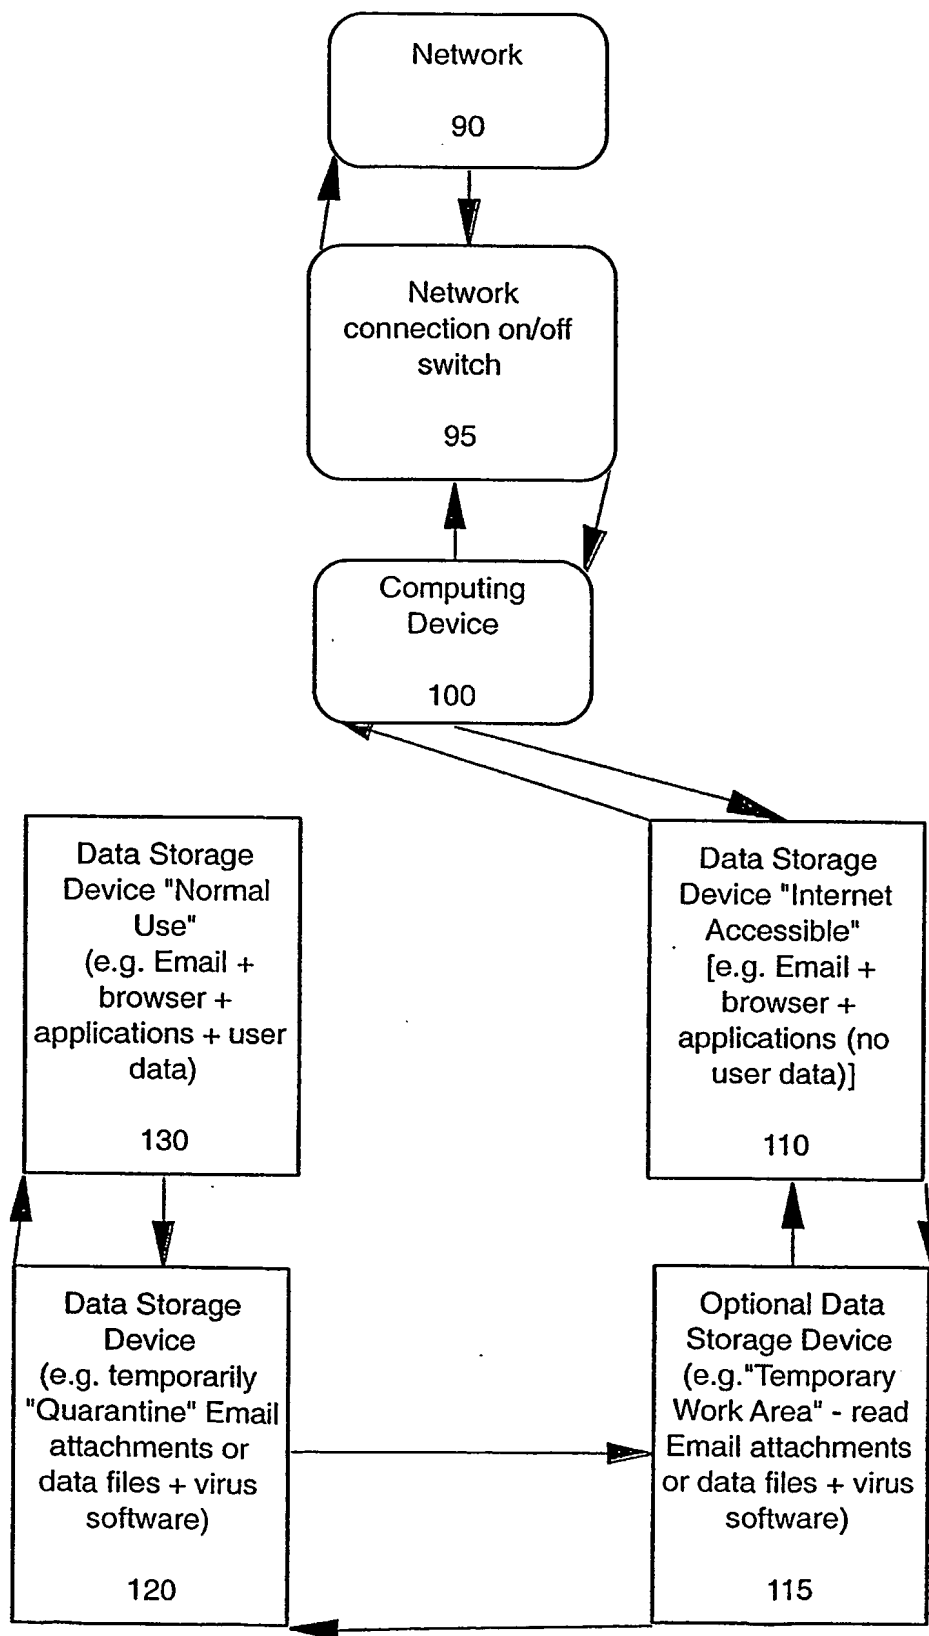 Network
90
Network
connection on/off
switch
95
Computing
Device
100
Data Storage
Device "Normal
Use"
(e.g. Email +
browser +
applications + user
data)
130
Data Storage
Device "Internet
Accessible"
[e.g. Email +
browser +
applications (no
user data)]
110
Data Storage
Device
(e.g. temporarily
"Quarantine" Email
attachments or
data files + virus
software)
120
Optional Data
Storage Device
(e.g."Temporary
Work Area" - read
Email attachments
or data files + virus
software)
115